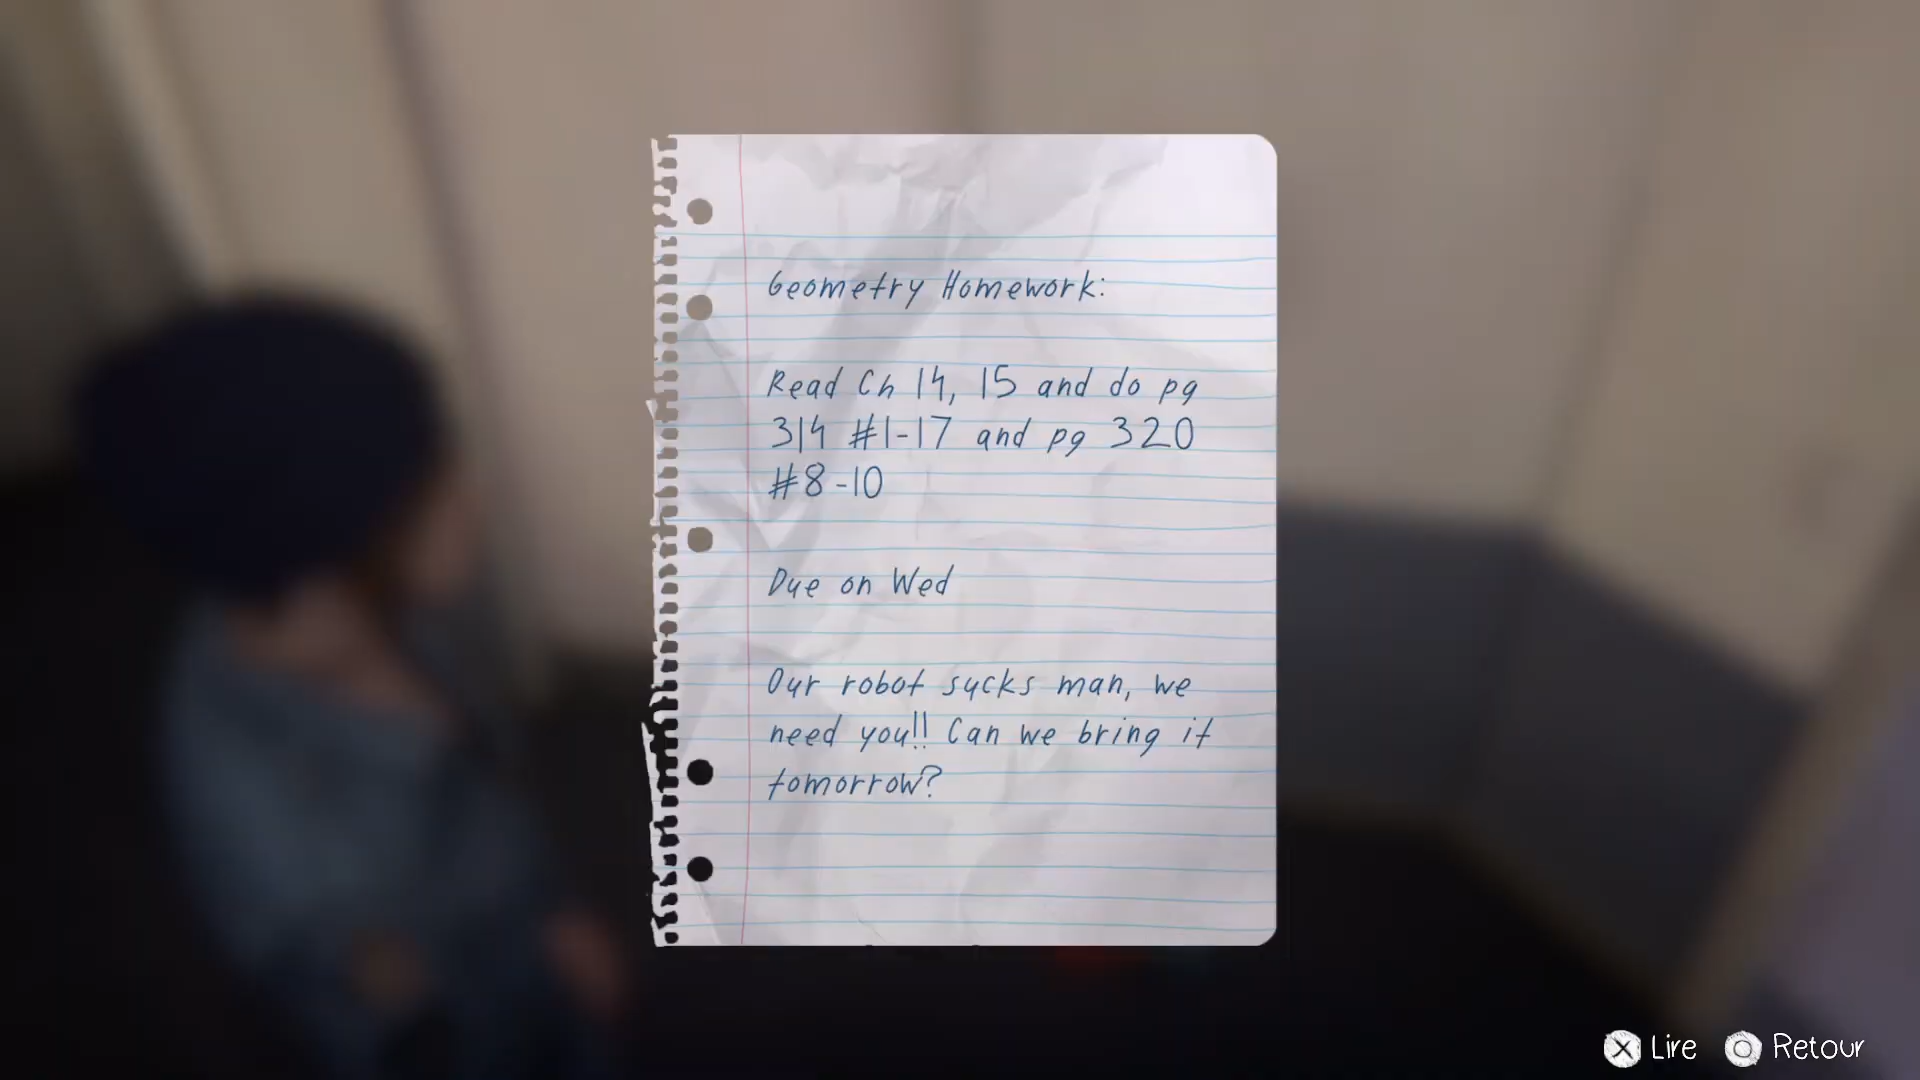 Geometry Homework:
Read Ch 14, 15 and do pg
314 #1-17 and pg 320
#8-10
Due on Wed
Our robot sucks man, we
need you!! Can we bring it
tomorrow?
X Lire O Retour